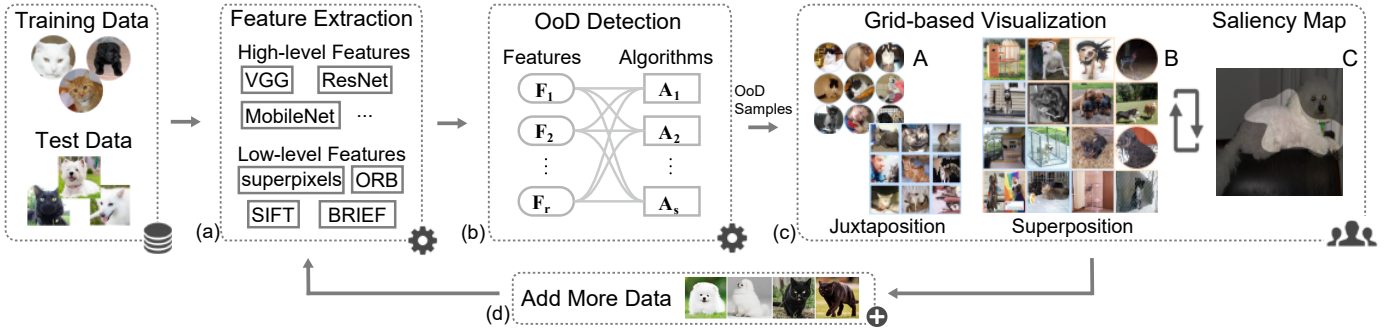 Training Data
Test Data
(a)
Feature Extraction
High-level Features
VGG
ResNet
MobileNet
...
Low-level Features
superpixels
ORB
SIFT
BRIEF
(b)
OoD Detection
Features
Algorithms
F1
A1
F2
A2
⋮
⋮
Fr
As
OoD
Samples
(c)
Grid-based Visualization
Saliency Map
A
B
C
Juxtaposition
Superposition
(d)
Add More Data